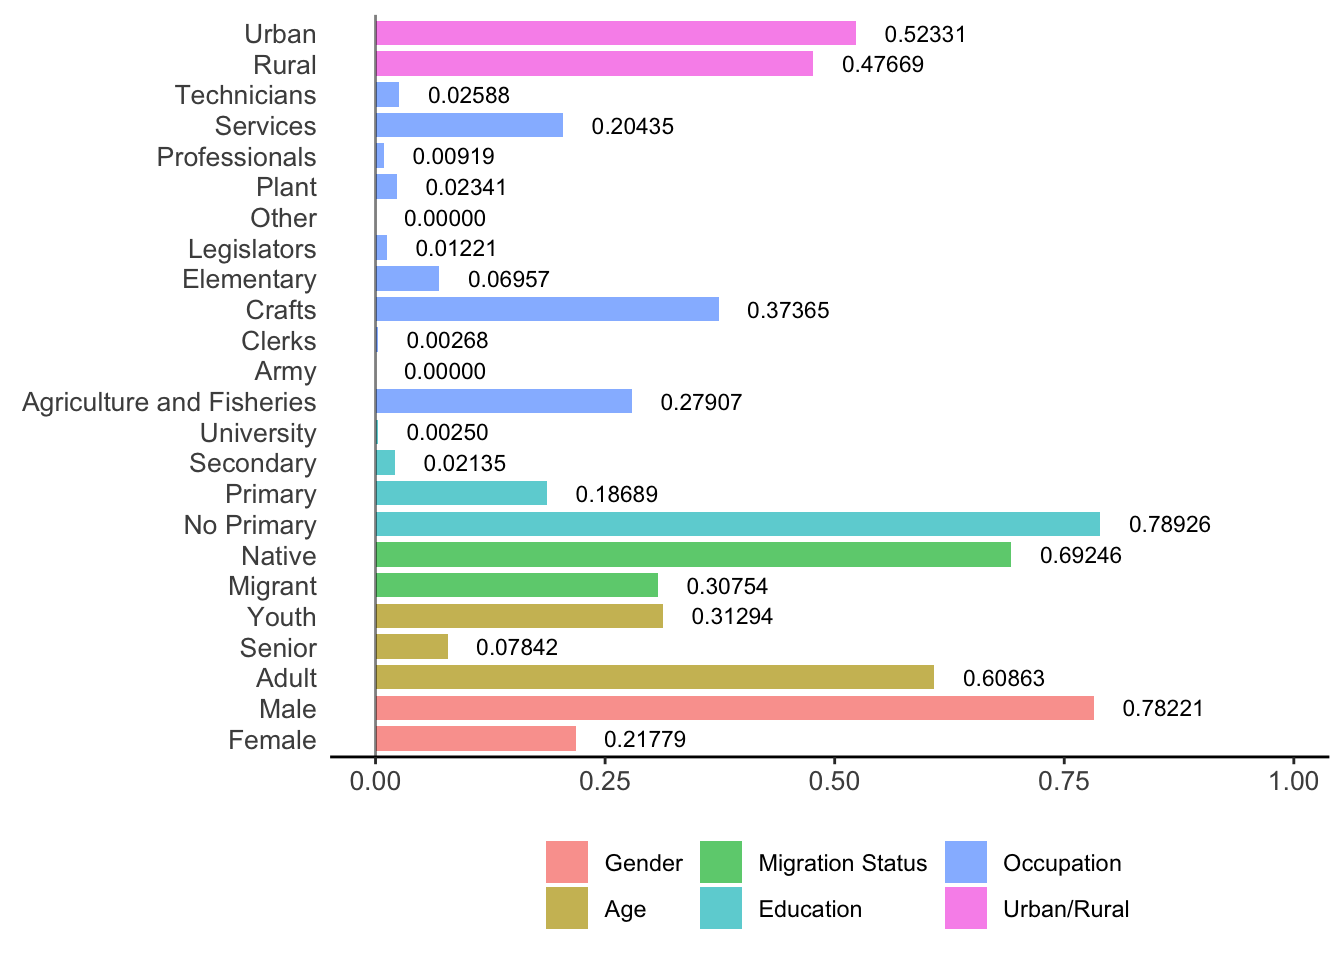 Urban 0.52331
Rural 0.47669
Technicians 0.02588
Services 0.20435
Professionals 0.00919
Plant 0.02341
Other 0.00000
Legislators 0.01221
Elementary 0.06957
Crafts 0.37365
Clerks 0.00268
Army 0.00000
Agriculture and Fisheries 0.27907
University 0.00250
Secondary 0.02135
Primary 0.18689
No Primary 0.78926
Native 0.69246
Migrant 0.30754
Youth 0.31294
Senior 0.07842
Adult 0.60863
Male 0.78221
Female 0.21779
0.00 0.25 0.50 0.75 1.00
Gender Migration Status Occupation
Age Education Urban/Rural